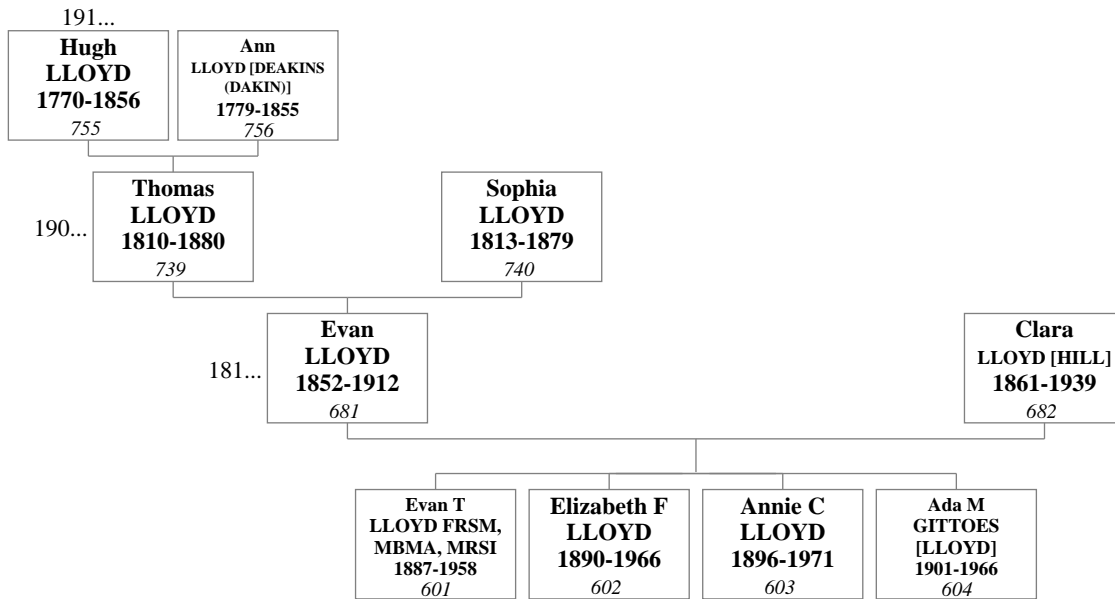 191...
Hugh
LLOYD
1770-1856
755
Ann
LLOYD [DEAKINS
(DAKIN)]
1779-1855
756
190...
Thomas
LLOYD
1810-1880
739
Sophia
LLOYD
1813-1879
740
181...
Evan
LLOYD
1852-1912
681
Clara
LLOYD [HILL]
1861-1939
682
Evan T
LLOYD FRSM,
MBMA, MRSI
1887-1958
601
Elizabeth F
LLOYD
1890-1966
602
Annie C
LLOYD
1896-1971
603
Ada M
GITTOES
[LLOYD]
1901-1966
604